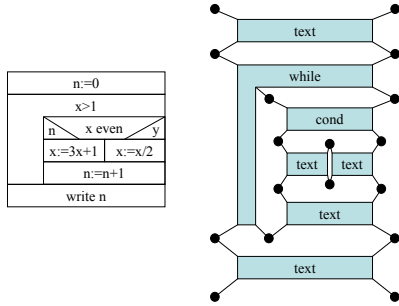 n:=0
x>1
n x even y
x:=3x+1 x:=x/2
n:=n+1
write n
text
while
cond
text text
text
text